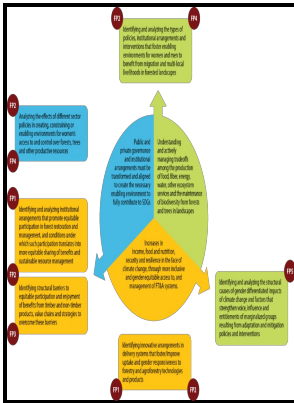 FP2
FP4
Identifying and analyzing the types of
policies, institutional arrangements and
interventions that foster enabling
environments for women and men to
benefit from migration and multi-local
livelihoods in forested landscapes
FP2
Analyzing the effects of different sector
policies in creating, constraining or
enabling environments for women's
access to and control over forests, trees
and other productive resources
FP4
Public and
private governance
and institutional
arrangements must be
transformed and aligned
to create the necessary
enabling environment to
fully contribute to SDGs
Understanding
and actively
managing tradeoffs
among the production
of food, fiber, energy,
water, other ecosystem
services and the maintenance
of biodiversity from forests
and trees in landscapes
FP1
Identifying and analyzing institutional
arrangements that promote equitable
participation in forest restoration and
management, and conditions under
which such participation translates into
more equitable sharing of benefits and
sustainable resource management
FP2
Identifying structural barriers to
equitable participation and enjoyment
of benefits from timber and non-timber
products, value chains and strategies to
overcome these barriers
FP3
Increases in
income, food and nutrition,
security and resilience in the face of
climate change, through more inclusive
and gender equitable access to, and
management of FT&A systems.
FP5
Identifying and analyzing the structural
causes of gender differentiated impacts
of climate change and factors that
strengthen voice, influence and
entitlements of marginalized groups
resulting from adaptation and mitigation
policies and interventions
Identifying innovative arrangements in
delivery systems that foster/improve
uptake and gender responsiveness to
forestry and agroforestry technologies
and products
FP1
FP2